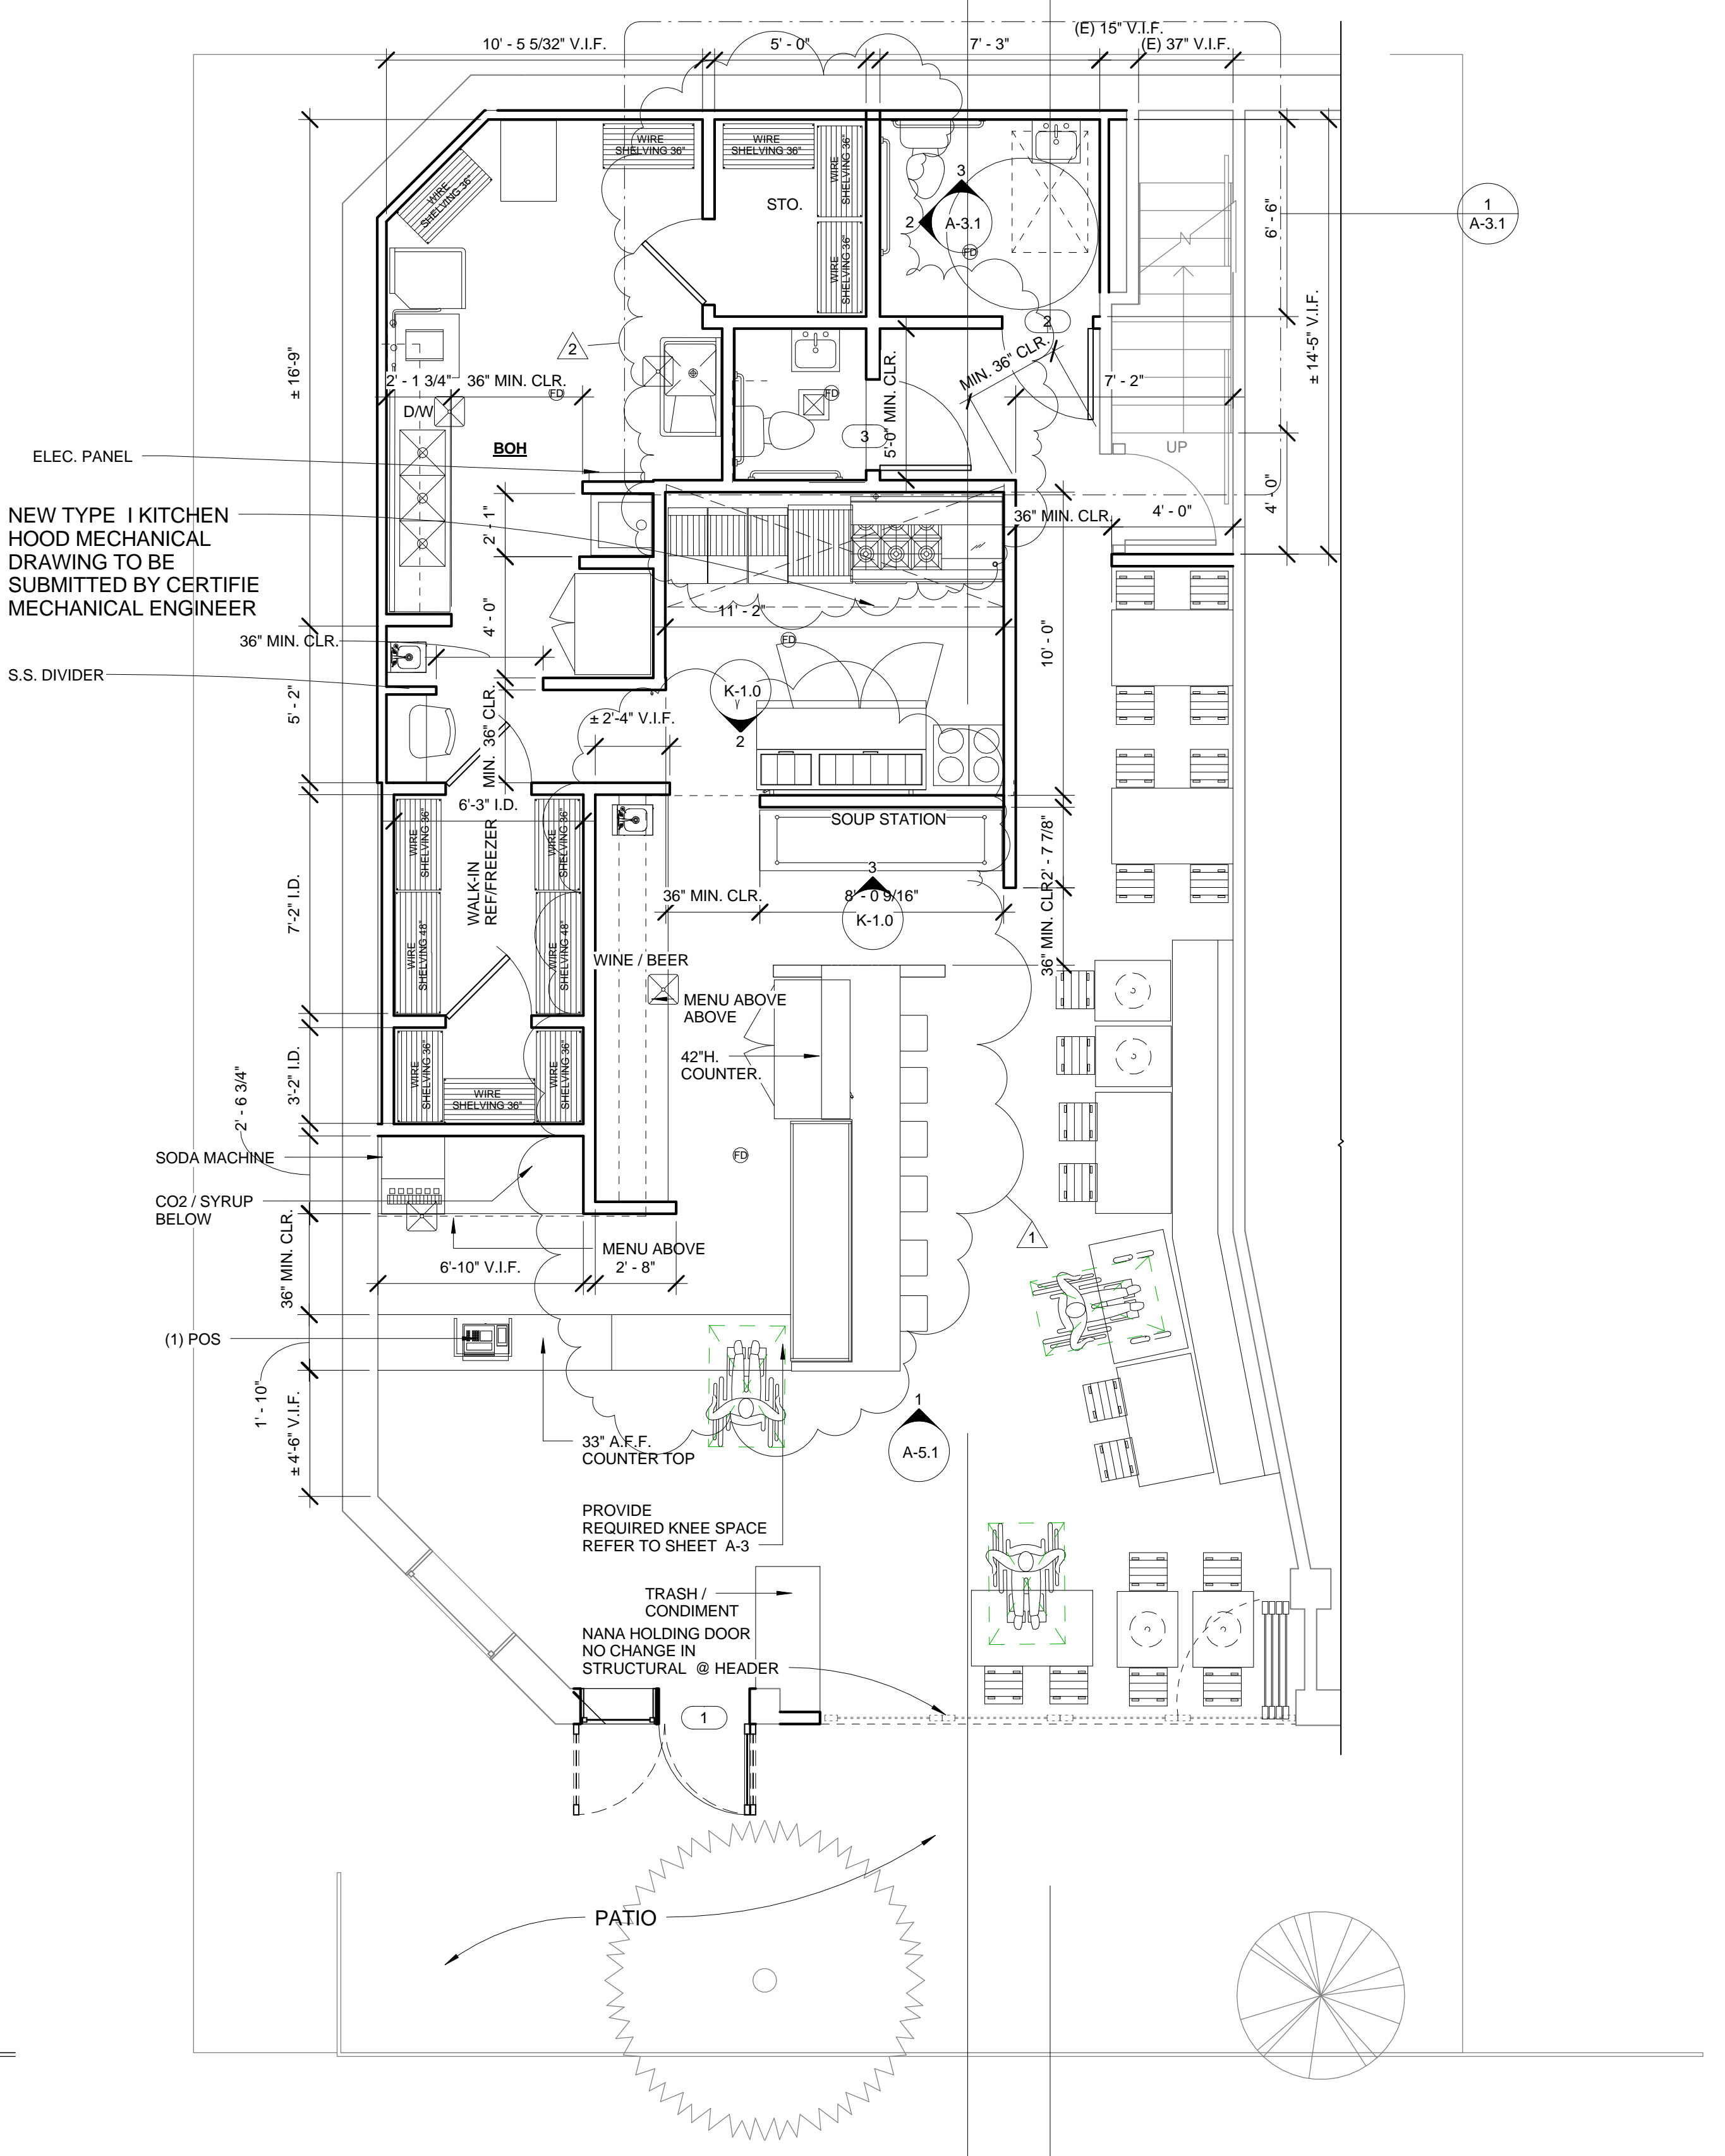 (E) 15" V.I.F.
10' - 5 5/32" V.I.F.
5' - 0"
7' - 3"
(E) 37" V.I.F.
WIRE
SHELVING 36"
WIRE
SHELVING 36"
WIRE
SHELVING 36"
WIRE
SHELVING 36"
WIRE
SHELVING 36"
STO.
3
2
A-3.1
FD
6' - 6"
1
A-3.1
N
± 16'-9"
2
2
± 14'-5" V.I.F.
5'-0" MIN. CLR.
MIN. 36" CLR.
2' - 1 3/4"
36" MIN. CLR.
7' - 2"
FD
FD
D/W
3
BOH
UP
ELEC. PANEL
4' - 0"
NEW TYPE I KITCHEN
HOOD MECHANICAL
DRAWING TO BE
SUBMITTED BY CERTIFIE
MECHANICAL ENGINEER
2' - 1"
36" MIN. CLR.
4' - 0"
4' - 0"
11' - 2"
10' - 0"
36" MIN. CLR.
FD
S.S. DIVIDER
5' - 2"
K-1.0
2
MIN. 36" CLR.
± 2'-4" V.I.F.
6'-3" I.D.
WIRE
SHELVING 36"
WIRE
SHELVING 36"
WALK-IN
REF/FREEZER
SOUP STATION
2' - 7 7/8"
7'-2" I.D.
3
36" MIN. CLR.
8' - 0 9/16"
K-1.0
36" MIN. CLR.
WIRE
SHELVING 48"
WIRE
SHELVING 48"
WINE / BEER
MENU ABOVE
ABOVE
42"H.
COUNTER.
3'-2" I.D.
WIRE
SHELVING 36"
WIRE
SHELVING 36"
WIRE
SHELVING 36"
2' - 6 3/4"
SODA MACHINE
FD
CO2 / SYRUP
BELOW
36" MIN. CLR.
1
MENU ABOVE
6'-10" V.I.F.
2' - 8"
(1) POS
1' - 10"
± 4'-6" V.I.F.
1
A-5.1
33" A.F.F.
COUNTER TOP
PROVIDE
REQUIRED KNEE SPACE
REFER TO SHEET A-3
TRASH /
CONDIMENT
NANA HOLDING DOOR
NO CHANGE IN
STRUCTURAL @ HEADER
1
PATIO